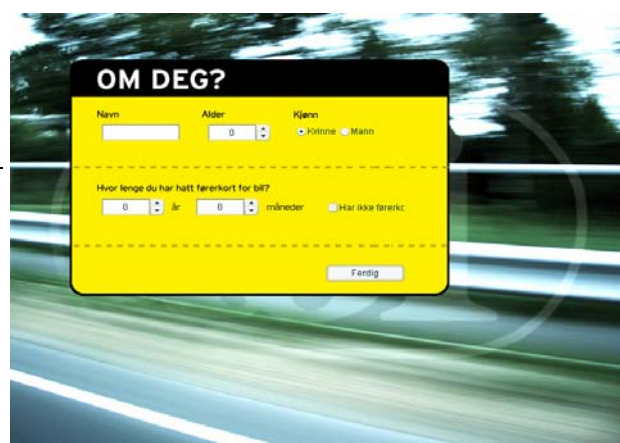 OM DEG?
Navn Alder Kjønn
0 Kvinne Mann
Hvor lenge du har hatt førerkort for bil?
0 år 0 måneder Har ikke førerkc
Ferdig